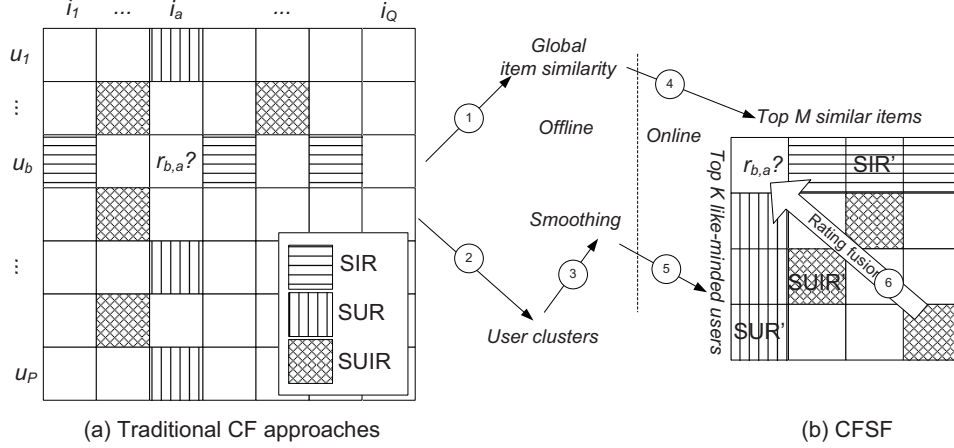 i1 ... ia ... iQ
u1
...
ub
...
uP
rb,a?
SIR
SUR
SUIR
(a) Traditional CF approaches
1
2
3
4
5
6
Global
item similarity
Offline
Online
Smoothing
User clusters
Top M similar items
Top K like-minded users
rb,a?
SIR'
SUIR'
SUR'
Rating fusion
(b) CFSF